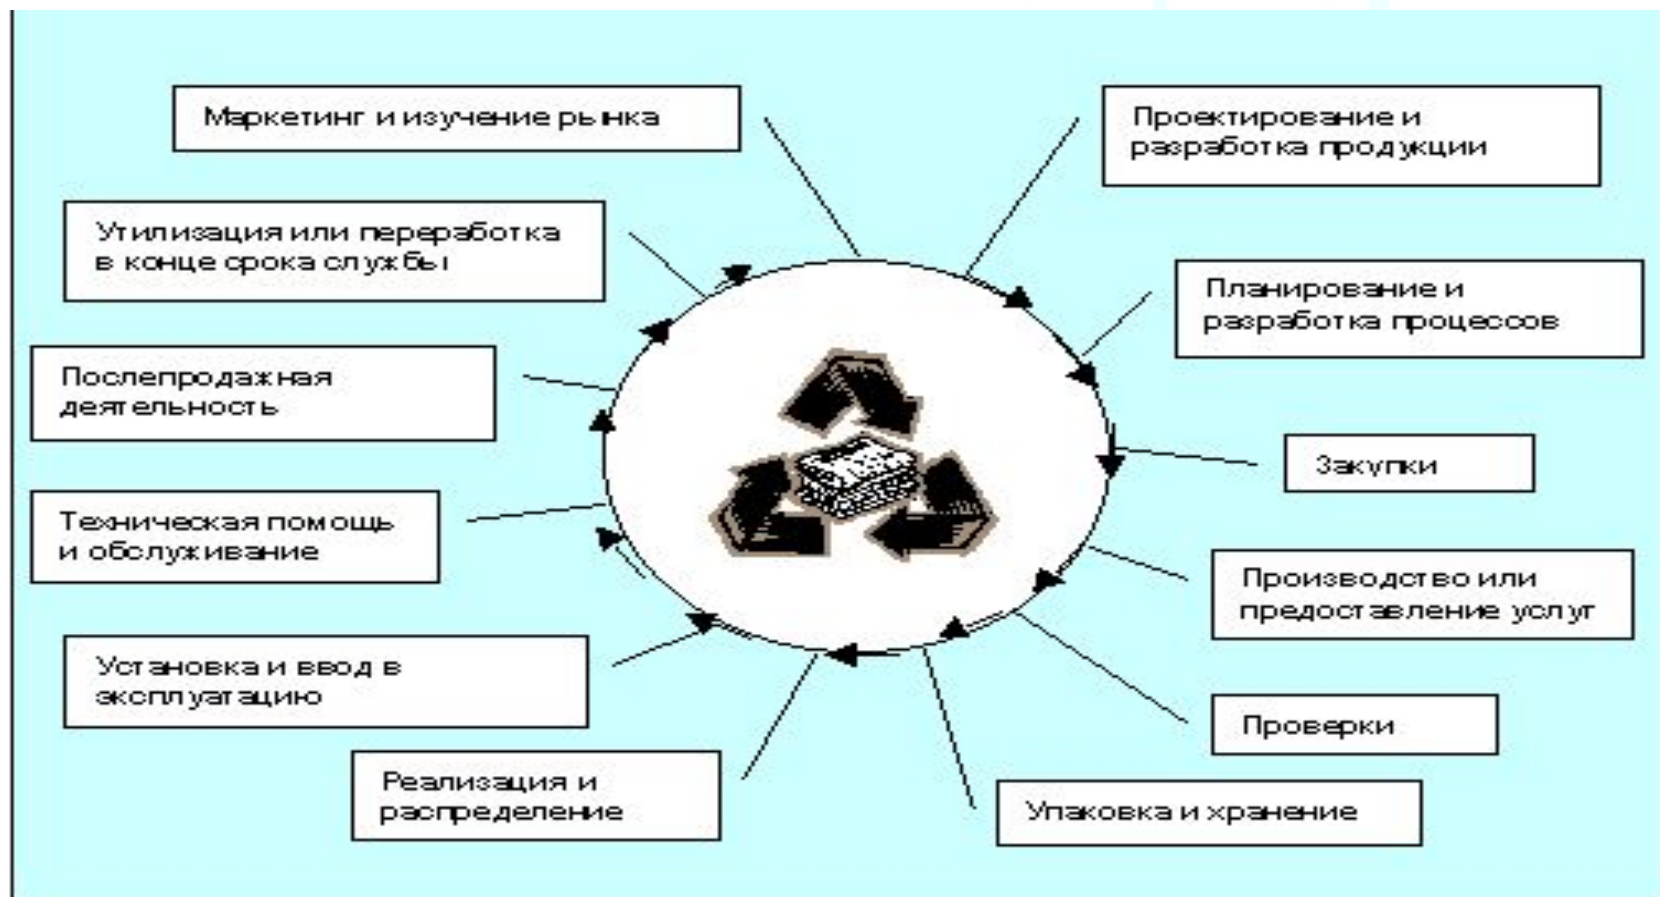 Маркетинг и изучение рынка
Проектирование и
разработка продукции
Утилизация или переработка
в конце срока службы
Планирование и
разработка процессов
Послепродажная
деятельность
Закупки
Техническая помощь
и обслуживание
Производство или
предоставление услуг
Установка и ввод в
эксплуатацию
Проверки
Реализация и
распределение
Упаковка и хранение